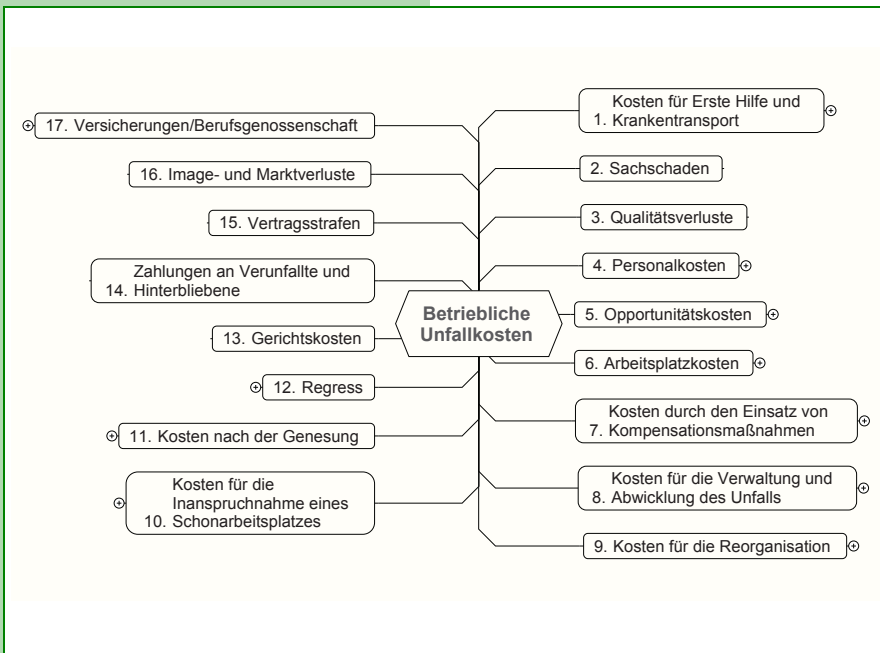 Betriebliche
Unfallkosten
Kosten für Erste Hilfe und
1. Krankentransport
2. Sachschaden
3. Qualitätsverluste
4. Personalkosten
5. Opportunitätskosten
6. Arbeitsplatzkosten
Kosten durch den Einsatz von
7. Kompensationsmaßnahmen
Kosten für die Verwaltung und
8. Abwicklung des Unfalls
9. Kosten für die Reorganisation
Kosten für die
Inanspruchnahme eines
10. Schonarbeitsplatzes
11. Kosten nach der Genesung
12. Regress
13. Gerichtskosten
Zahlungen an Verunfallte und
14. Hinterbliebene
15. Vertragsstrafen
16. Image- und Marktverluste
17. Versicherungen/Berufsgenossenschaft